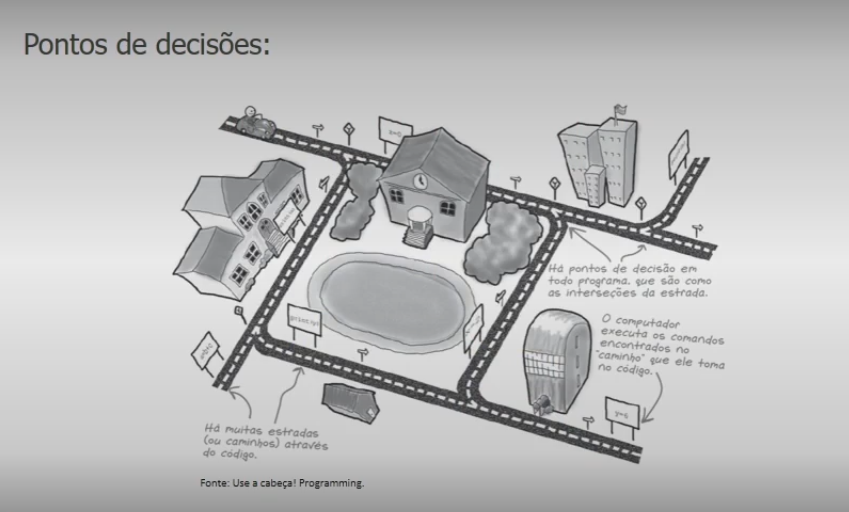 Pontos de decisões:
Há pontos de decisão em
todo programa, que são como
as interseções da estrada.
O computador
executa os comandos
encontrados no
"caminho" que ele toma
no código.
Há muitas estradas
(ou caminhos) através
do código.
Fonte: Use a cabeça! Programming.